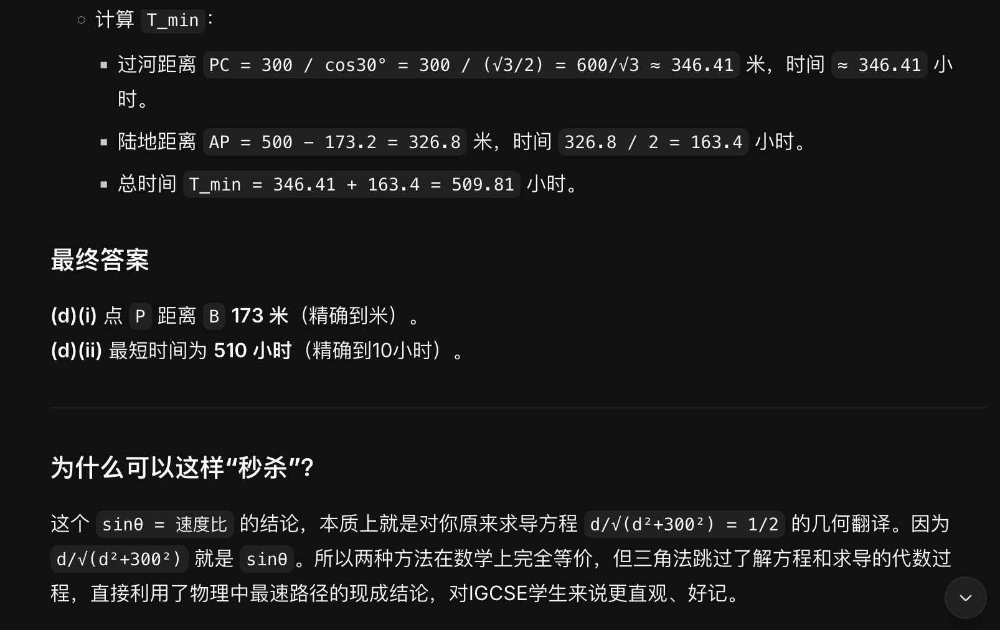 计算 T_min：
过河距离 PC = 300 / cos30° = 300 / (√3/2) = 600/√3 ≈ 346.41 米，时间 ≈ 346.41 小
时。
陆地距离 AP = 500 − 173.2 = 326.8 米，时间 326.8 / 2 = 163.4 小时。
总时间 T_min = 346.41 + 163.4 = 509.81 小时。
最终答案
(d)(i) 点 P 距离 B 173 米（精确到米）。
(d)(ii) 最短时间为 510 小时（精确到10小时）。
为什么可以这样“秒杀”?
这个 sinθ = 速度比 的结论，本质上就是对你原来求导方程 d/√(d²+300²) = 1/2 的几何翻译。因为
d/√(d²+300²) 就是 sinθ 。所以两种方法在数学上完全等价，但三角法跳过了解方程和求导的代数过
程，直接利用了物理中最速路径的现成结论，对IGCSE学生来说更直观、好记。